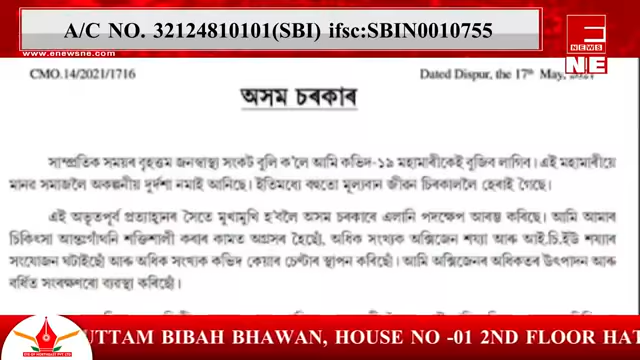 A/C NO. 32124810101(SBI) ifsc:SBIN0010755
E
NEWS
NE
www.enewsne.com
CMO.14/2021/1716
Dated Dispur, the 17th May,
অসম চৰকাৰ
সাম্প্ৰতিক সময়ৰ বৃহত্তম জনস্বাস্থ্য সংকট বুলি ক'লে আমি কভিদ-১৯ মহামাৰীকেই বুজিব লাগিব। এই মহামাৰীয়ে
মানৱ সমাজলৈ অকল্পনীয় দুৰ্দশা নমাই আনিছে। ইতিমধ্যে বহুতো মূল্যবান জীৱন চিৰকাললৈ হেৰাই গৈছে।
এই অভূতপূৰ্ব প্ৰত্যাহ্বানৰ সৈতে মুখামুখি হ'বলৈ অসম চৰকাৰে এলানি পদক্ষেপ আৰম্ভ কৰিছে। আমি আমাৰ
চিকিৎসা আন্তঃগাঁথনি শক্তিশালী কৰাৰ কামত অগ্ৰসৰ হৈছোঁ, অধিক সংখ্যক অক্সিজেন শয্যা আৰু আই.চি.ইউ শয্যাৰ
সংযোজন ঘটাইছোঁ আৰু অধিক সংখ্যক কভিদ কেয়াৰ চেণ্টাৰ স্থাপন কৰিছোঁ। আমি অক্সিজেনৰ অধিকতৰ উৎপাদন আৰু
বৰ্ধিত সংৰক্ষণৰো ব্যৱস্থা কৰিছোঁ।
UTTAM BIBAH BHAWAN, HOUSE NO -01 2ND FLOOR HAT